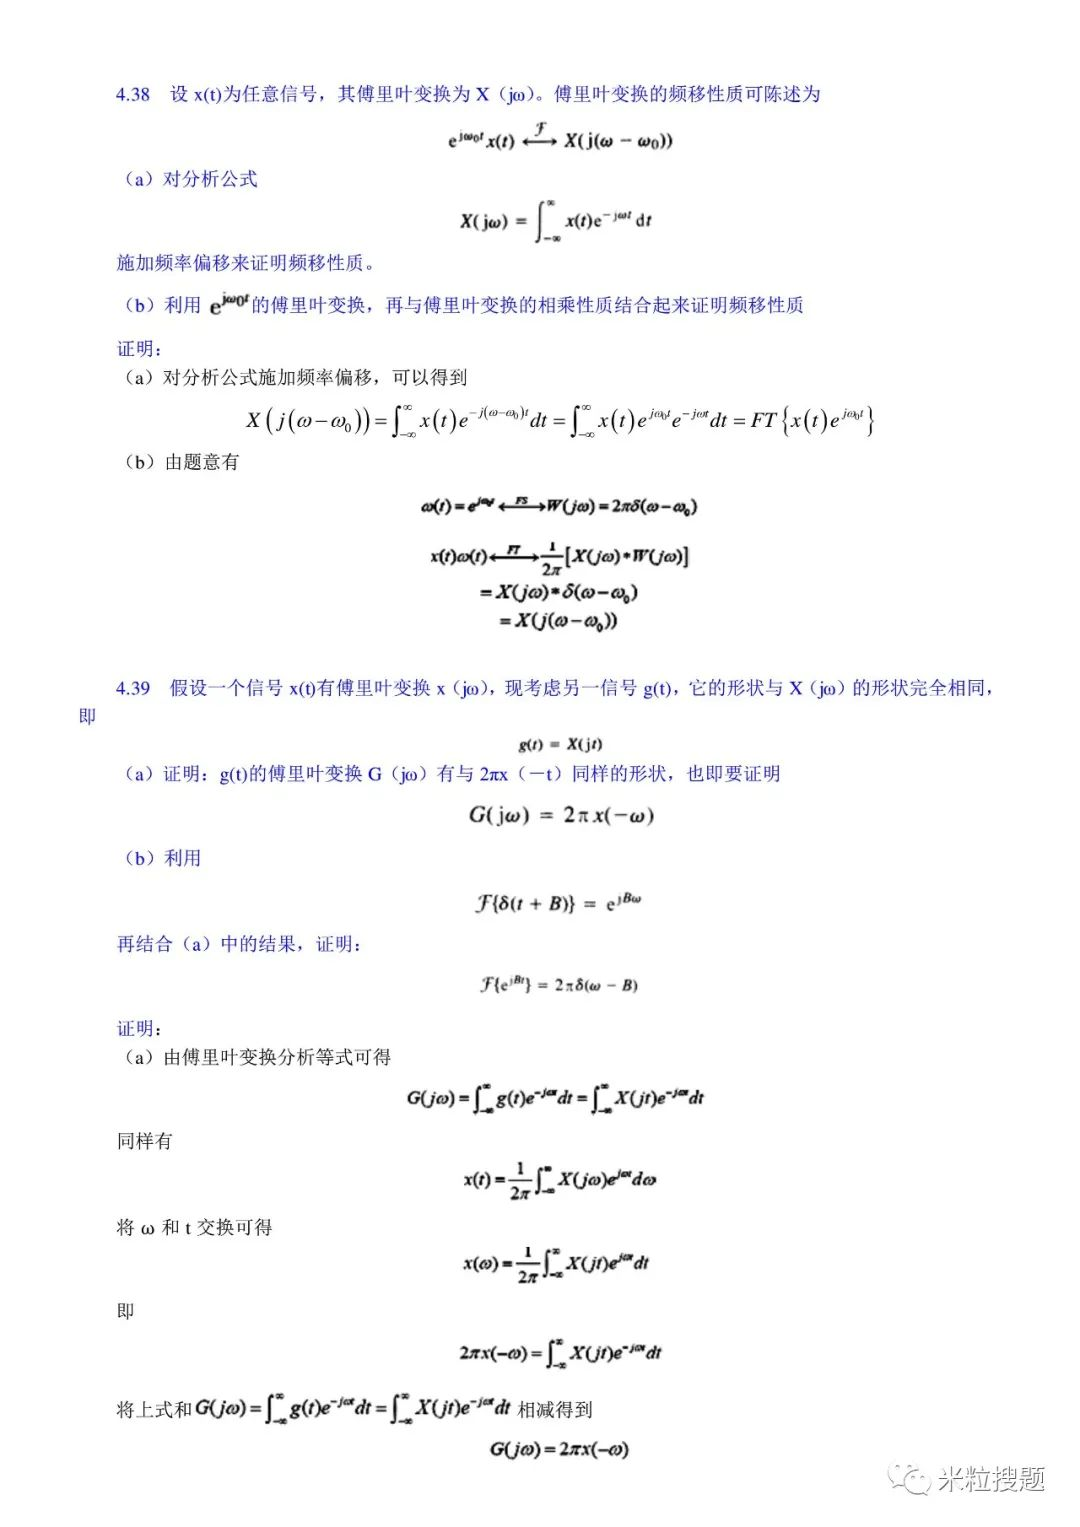 4.38 设 x(t)为任意信号，其傅里叶变换为 X（jω）。傅里叶变换的频移性质可陈述为
e^{jω₀t} x(t) ⟷^ℱ X(j(ω − ω₀))
（a）对分析公式
X(jω) = ∫_{−∞}^{∞} x(t)e^{−jωt} dt
施加频率偏移来证明频移性质。
（b）利用 e^{jω₀t} 的傅里叶变换，再与傅里叶变换的相乘性质结合起来证明频移性质
证明：
（a）对分析公式施加频率偏移，可以得到
X(j(ω−ω₀)) = ∫_{−∞}^{∞} x(t)e^{−j(ω−ω₀)t}dt = ∫_{−∞}^{∞} x(t)e^{jω₀t}e^{−jωt}dt = FT{x(t)e^{jω₀t}}
（b）由题意有
ω(t) = e^{jω₀t} ⟷^{FS} W(jω) = 2πδ(ω−ω₀)
x(t)ω(t) ⟷^{FT} 1/2π [X(jω)*W(jω)]
= X(jω)*δ(ω−ω₀)
= X(j(ω−ω₀))
4.39 假设一个信号 x(t)有傅里叶变换 x（jω），现考虑另一信号 g(t)，它的形状与 X（jω）的形状完全相同，
即
g(t) = X(jt)
（a）证明：g(t)的傅里叶变换 G（jω）有与 2πx（－t）同样的形状，也即要证明
G(jω) = 2πx(−ω)
（b）利用
ℱ{δ(t + B)} = e^{jBω}
再结合（a）中的结果，证明：
ℱ{e^{jBt}} = 2πδ(ω − B)
证明：
（a）由傅里叶变换分析等式可得
G(jω) = ∫_{−∞}^{∞} g(t)e^{−jωt}dt = ∫_{−∞}^{∞} X(jt)e^{−jωt}dt
同样有
x(t) = 1/2π ∫_{−∞}^{∞} X(jω)e^{jωt}dω
将 ω 和 t 交换可得
x(ω) = 1/2π ∫_{−∞}^{∞} X(jt)e^{jωt}dt
即
2πx(−ω) = ∫_{−∞}^{∞} X(jt)e^{−jωt}dt
将上式和 G(jω) = ∫_{−∞}^{∞} g(t)e^{−jωt}dt = ∫_{−∞}^{∞} X(jt)e^{−jωt}dt 相减得到
G(jω) = 2πx(−ω)
米粒搜题